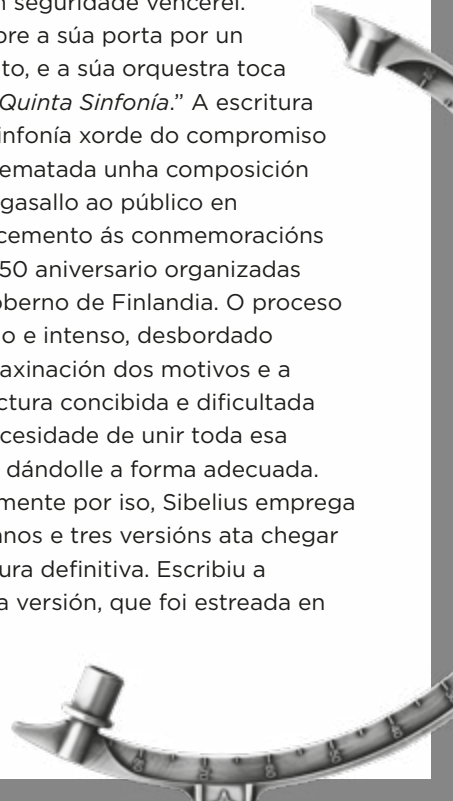 n seguridade vencerei.
ore a súa porta por un
to, e a súa orquestra toca
Quinta Sinfonía.” A escritura
infonía xorde do compromiso
ematada unha composición
gasallo ao público en
cemento ás conmemoracións
50 aniversario organizadas
oberno de Finlandia. O proceso
o e intenso, desbordado
axinación dos motivos e a
ctura concibida e dificultada
cesidade de unir toda esa
dándolle a forma adecuada.
mente por iso, Sibelius emprega
anos e tres versións ata chegar
ura definitiva. Escribiu a
a versión, que foi estreada en